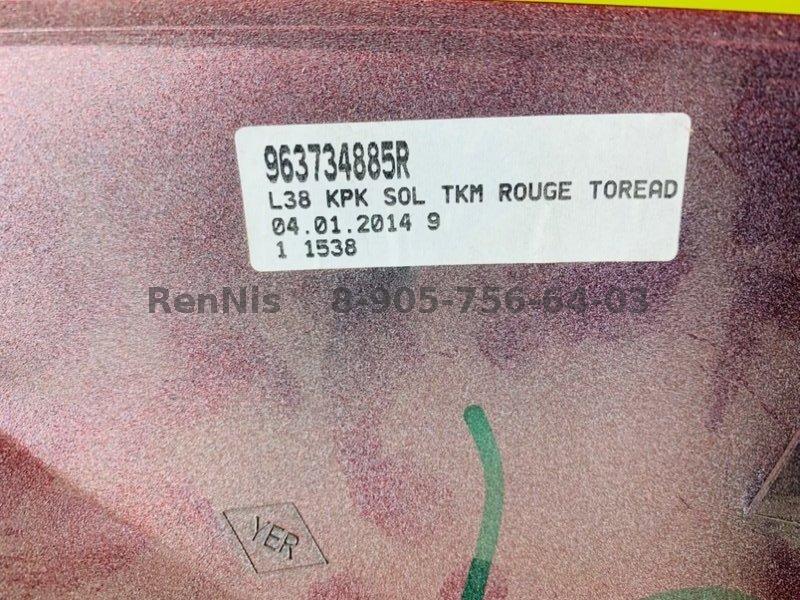 963734885R
L38 KPK SOL TKM ROUGE TOREAD
04.01.2014 9
1 1538
RenNis 8-905-756-64-03
YER